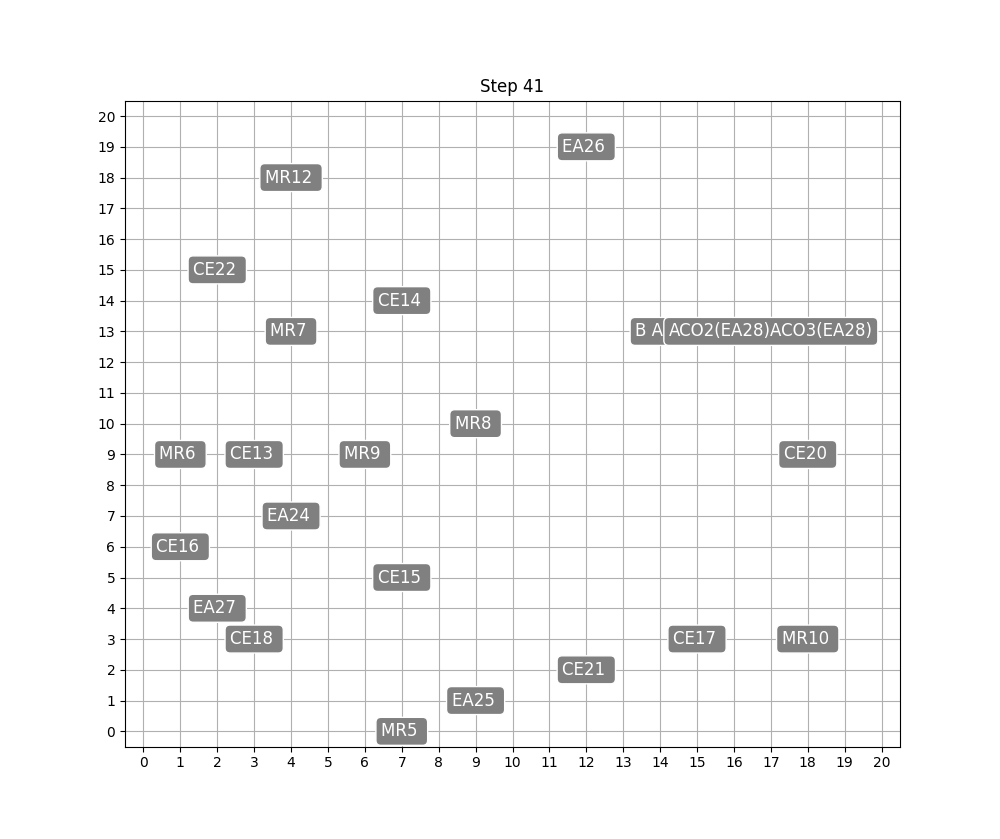 Step 41
20
19 EA26
18 MR12
17
16
15 CE22
14 CE14
13 MR7 B A ACO2(EA28)ACO3(EA28)
12
11
10 MR8
9 MR6 CE13 MR9 CE20
8
7 EA24
6 CE16
5 CE15
4 EA27
3 CE18 CE17 MR10
2 CE21
1 EA25
0 MR5
0 1 2 3 4 5 6 7 8 9 10 11 12 13 14 15 16 17 18 19 20